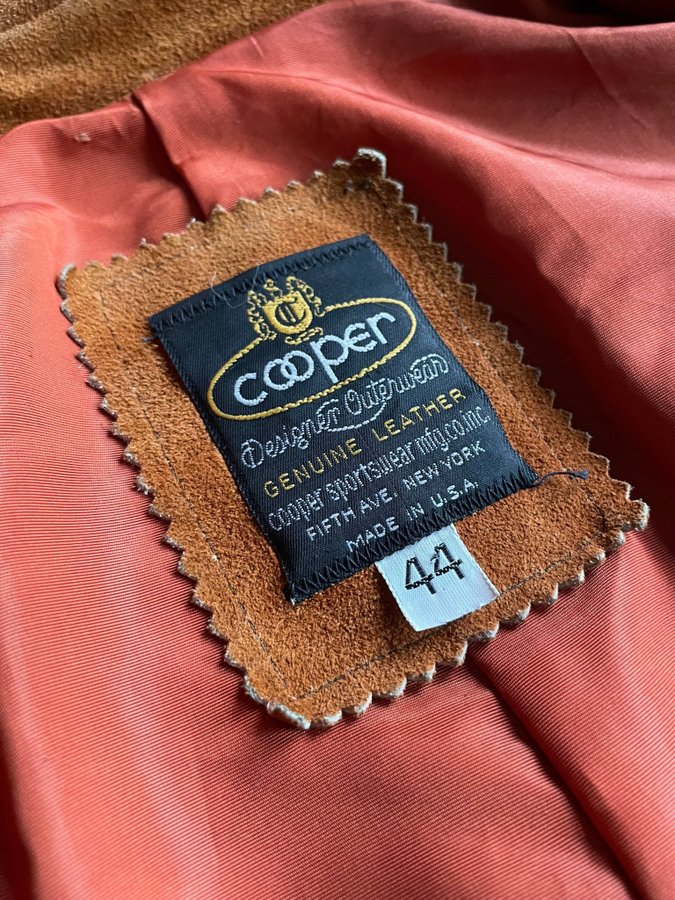 cooper
Designer Outerwear
GENUINE LEATHER
cooper sportswear mfg.co.inc.
FIFTH AVE. NEW YORK
MADE IN U.S.A.
44